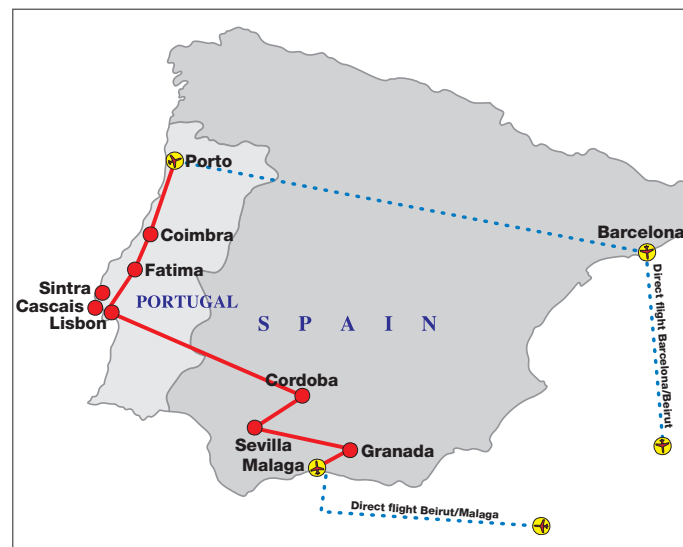 Porto
Barcelona
Coimbra
Fatima
Sintra
PORTUGAL
Cascais
Lisbon
SPAIN
Direct flight Barcelona/Beirut
Cordoba
Sevilla
Granada
Malaga
Direct flight Beirut/Malaga